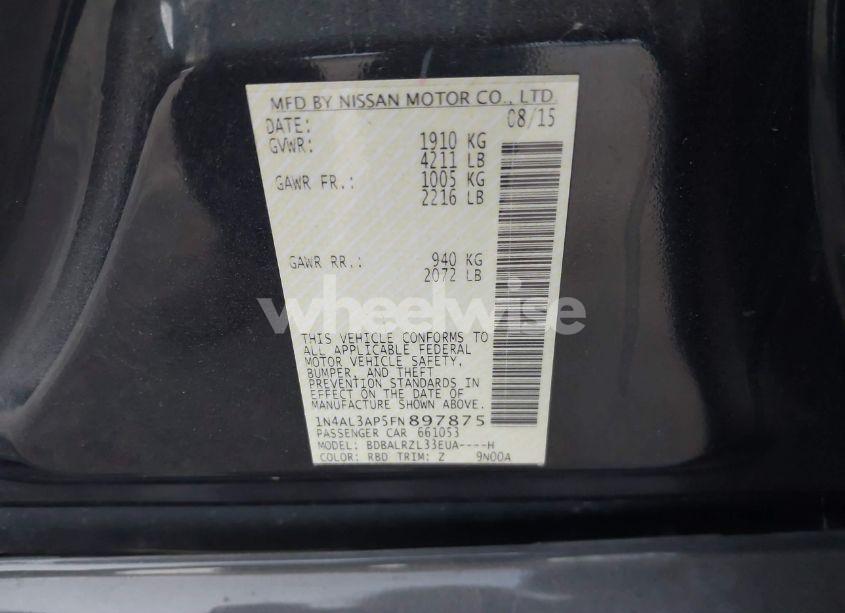 MFD BY NISSAN MOTOR CO., LTD.
DATE: 08/15
GVWR: 1910 KG
4211 LB
GAWR FR.: 1005 KG
2216 LB
GAWR RR.: 940 KG
2072 LB
wheelwise
THIS VEHICLE CONFORMS TO
ALL APPLICABLE FEDERAL
MOTOR VEHICLE SAFETY,
BUMPER, AND THEFT
PREVENTION STANDARDS IN
EFFECT ON THE DATE OF
MANUFACTURE SHOWN ABOVE.
1N4AL3AP5FN897875
PASSENGER CAR 661053
MODEL: BDBALRZL33EUA----H
COLOR: RBD TRIM: Z 9N00A